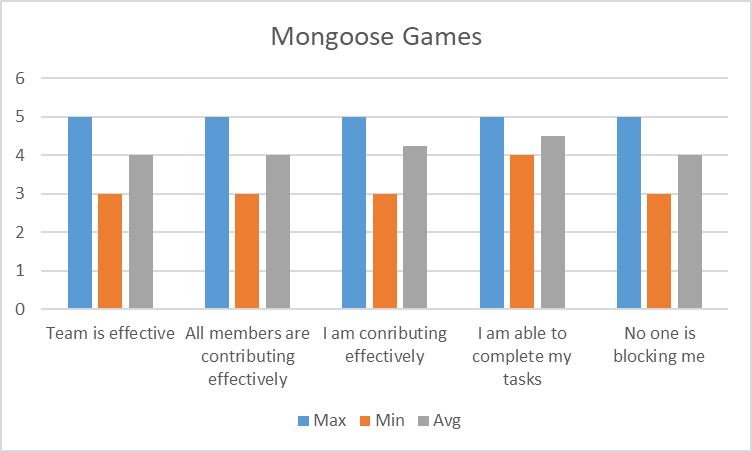 Mongoose Games
6
5
4
3
2
1
0
Team is effective
All members are
contributing
effectively
I am conributing
effectively
I am able to
complete my
tasks
No one is
blocking me
Max Min Avg